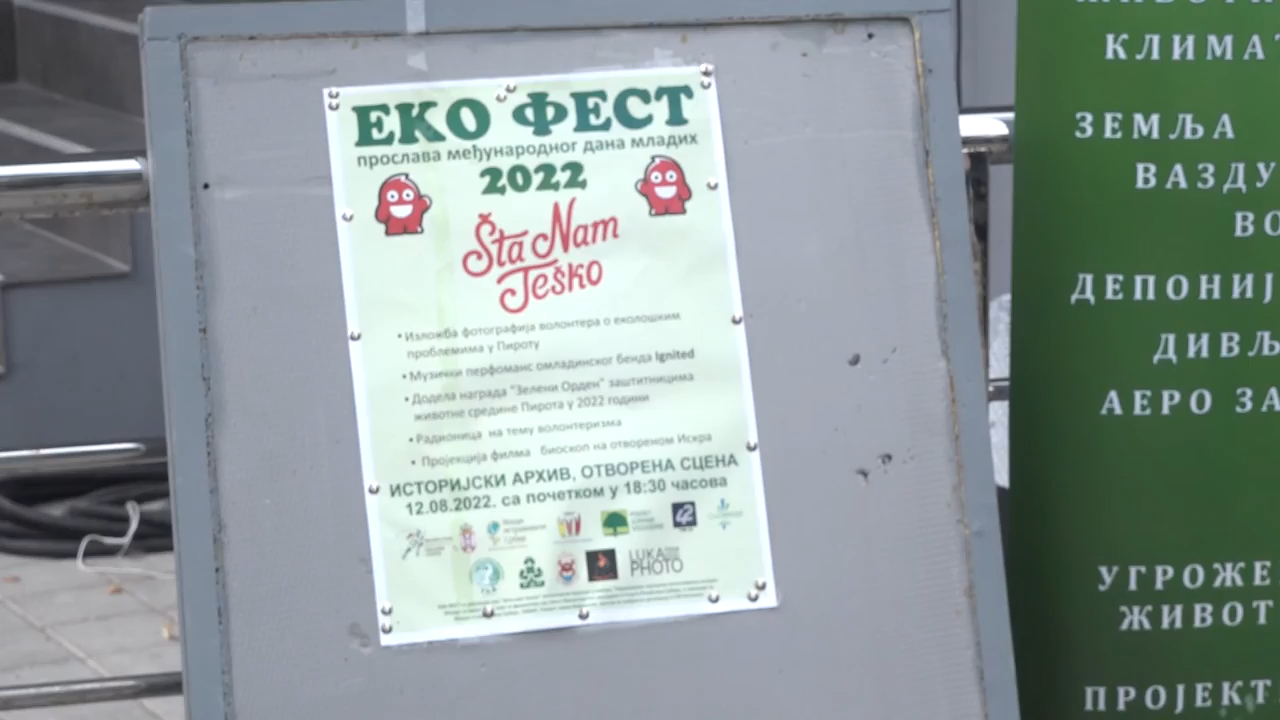 ЕКО ФЕСТ
прослава међународног дана младих
2022
Šta Nam
Teško
• Изложба фотографија волонтера о еколошким
проблемима у Пироту
• Музички перфоманс омладинског бенда Ignited
• Додела награда "Зелени Орден" заштитницима
животне средине Пирота у 2022 години
• Радионица на тему волонтеризма
• Пројекција филма биоскоп на отвореном Искра
ИСТОРИЈСКИ АРХИВ, ОТВОРЕНА СЦЕНА
12.08.2022. са почетком у 18:30 часова
LUKA
PHOTO
КЛИМАТ
ЗЕМЉА
ВАЗДУ
ВО
ДЕПОНИЈ
ДИВЉ
АЕРО ЗА
УГРОЖЕ
ЖИВОТ
ПРОЈЕКТ